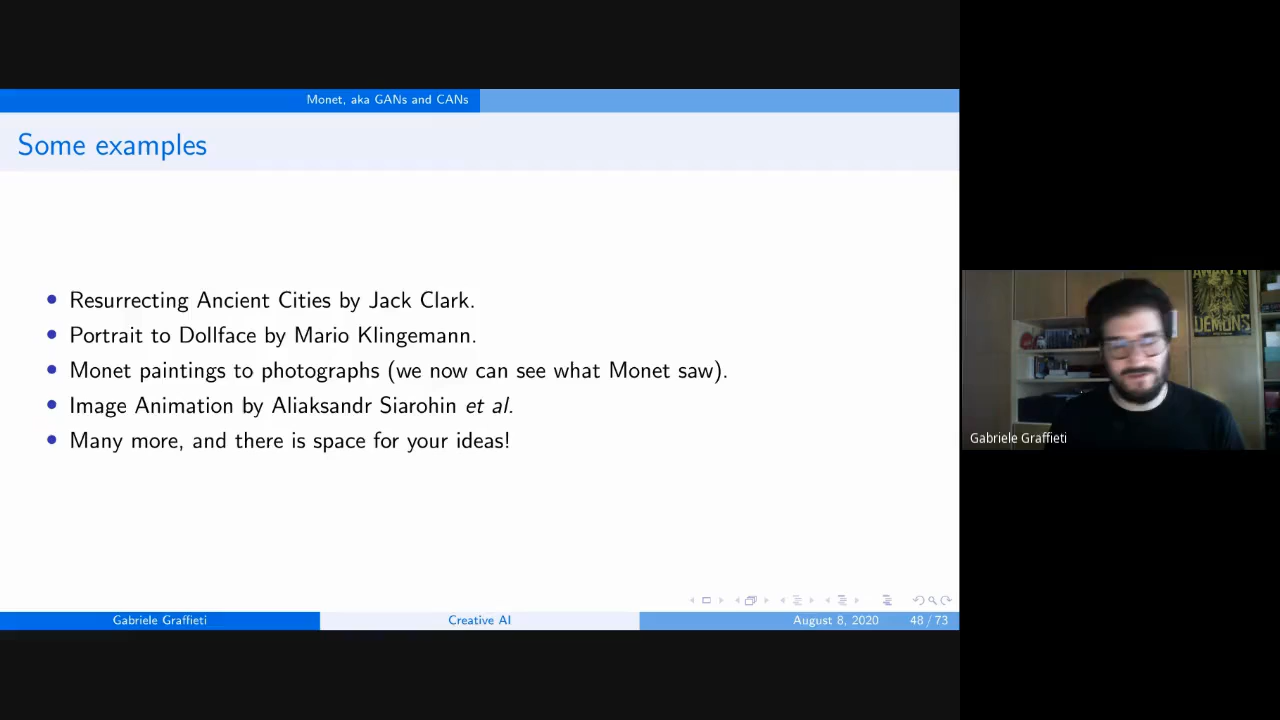 Monet, aka GANs and CANs
Some examples
Resurrecting Ancient Cities by Jack Clark.
Portrait to Dollface by Mario Klingemann.
Monet paintings to photographs (we now can see what Monet saw).
Image Animation by Aliaksandr Siarohin et al.
Many more, and there is space for your ideas!
Gabriele Graffieti
Creative AI
August 8, 2020
48 / 73
DEMONS
Gabriele Graffieti